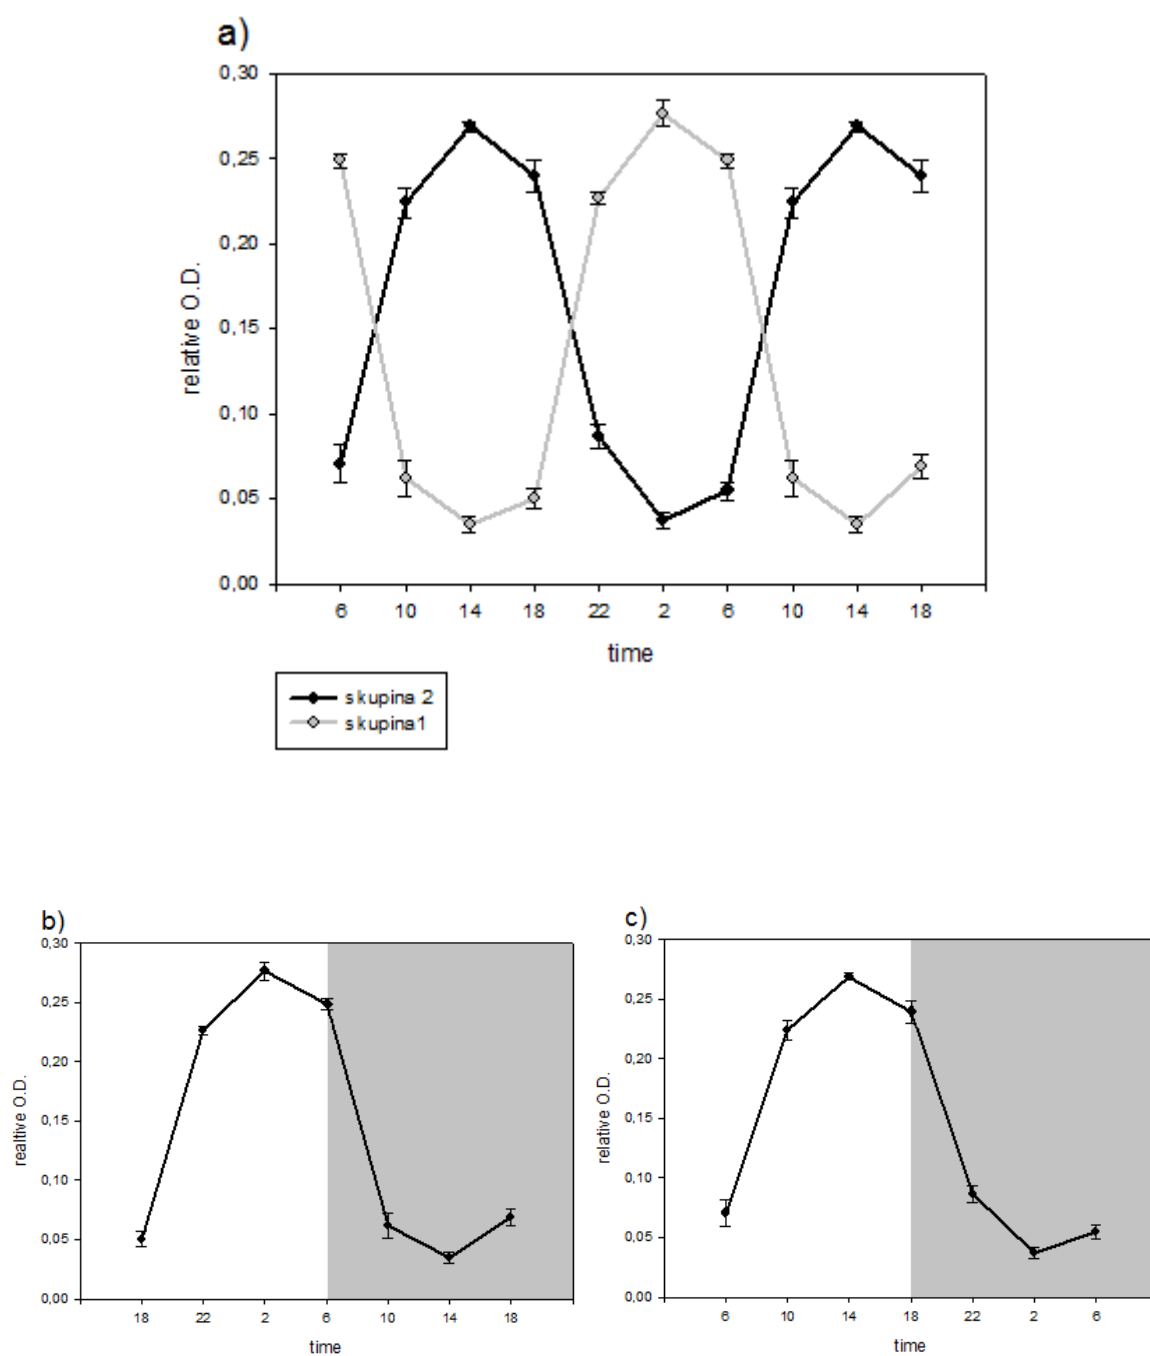 a)
0,30
0,25
0,20
0,15
0,10
0,05
0,00
relative O.D.
6 10 14 18 22 2 6 10 14 18
time
skupina 2
skupina1
b)
0,30
0,25
0,20
0,15
0,10
0,05
0,00
realtive O.D.
18 22 2 6 10 14 18
time
c)
0,30
0,25
0,20
0,15
0,10
0,05
0,00
relative O.D.
6 10 14 18 22 2 6
time